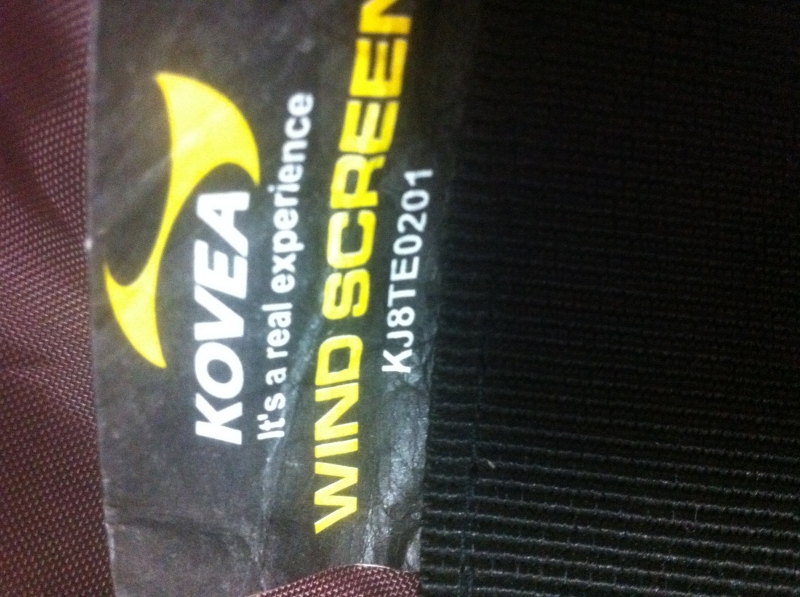 KOVEA
It's a real experience
WIND SCREEN
KJ8TE0201